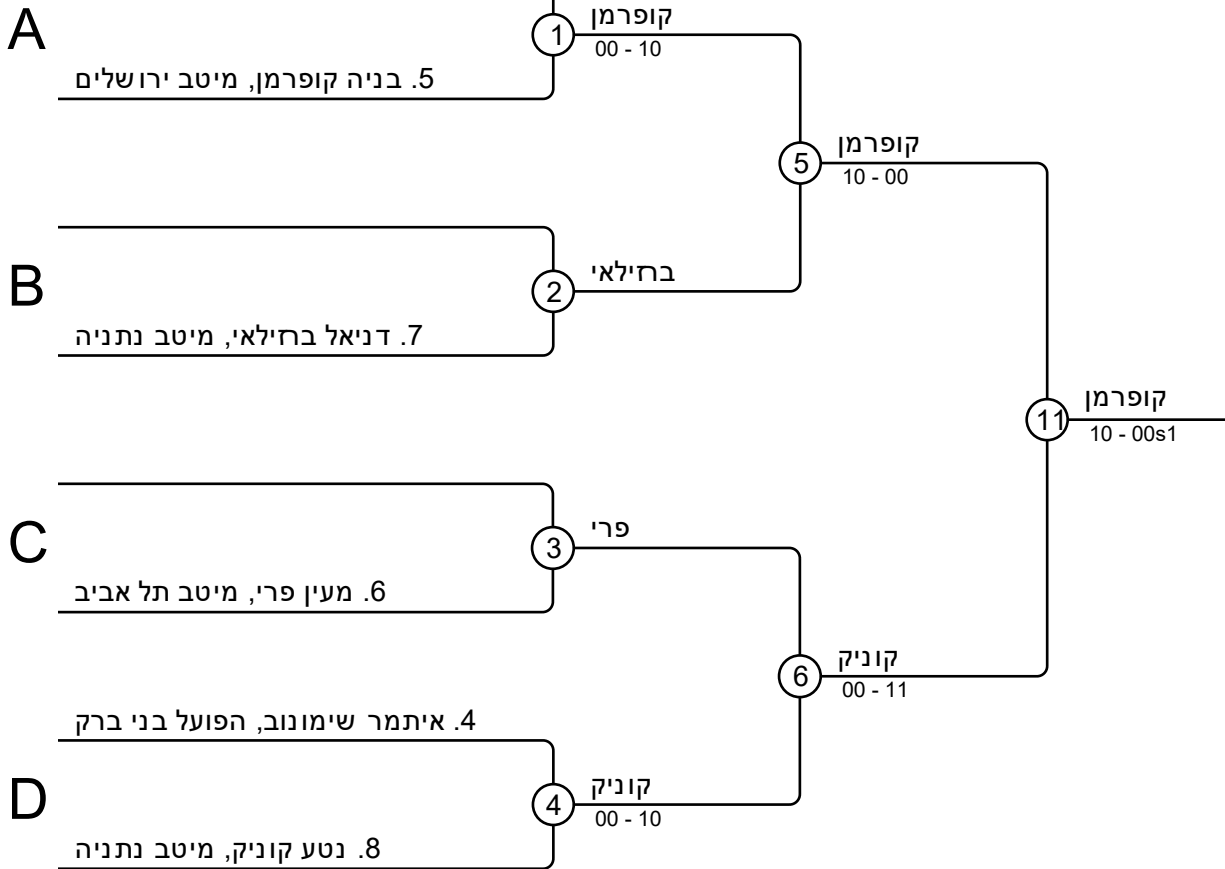 A
1
קופרמן
00 - 10
5. בניה קופרמן, מיטב ירושלים
5
קופרמן
10 - 00
B
2
ברזילאי
7. דניאל ברזילאי, מיטב נתניה
11
קופרמן
10 - 00s1
C
3
פרי
6. מעין פרי, מיטב תל אביב
6
קוניק
00 - 11
4. איתמר שימונוב, הפועל בני ברק
D
4
קוניק
00 - 10
8. נטע קוניק, מיטב נתניה